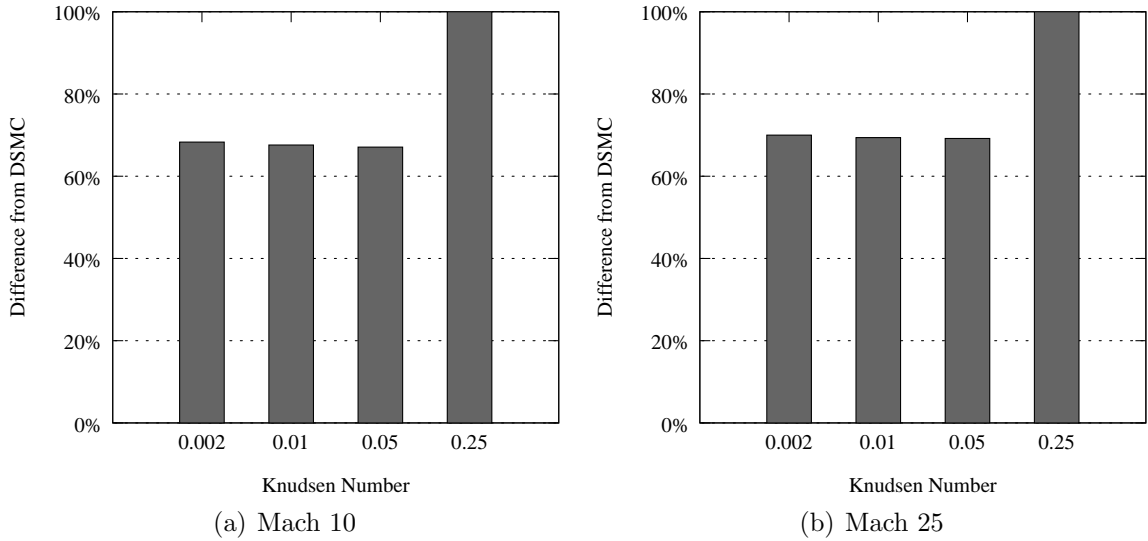 100%
80%
60%
40%
20%
0%
Difference from DSMC
0.002 0.01 0.05 0.25
Knudsen Number
(a) Mach 10
100%
80%
60%
40%
20%
0%
Difference from DSMC
0.002 0.01 0.05 0.25
Knudsen Number
(b) Mach 25